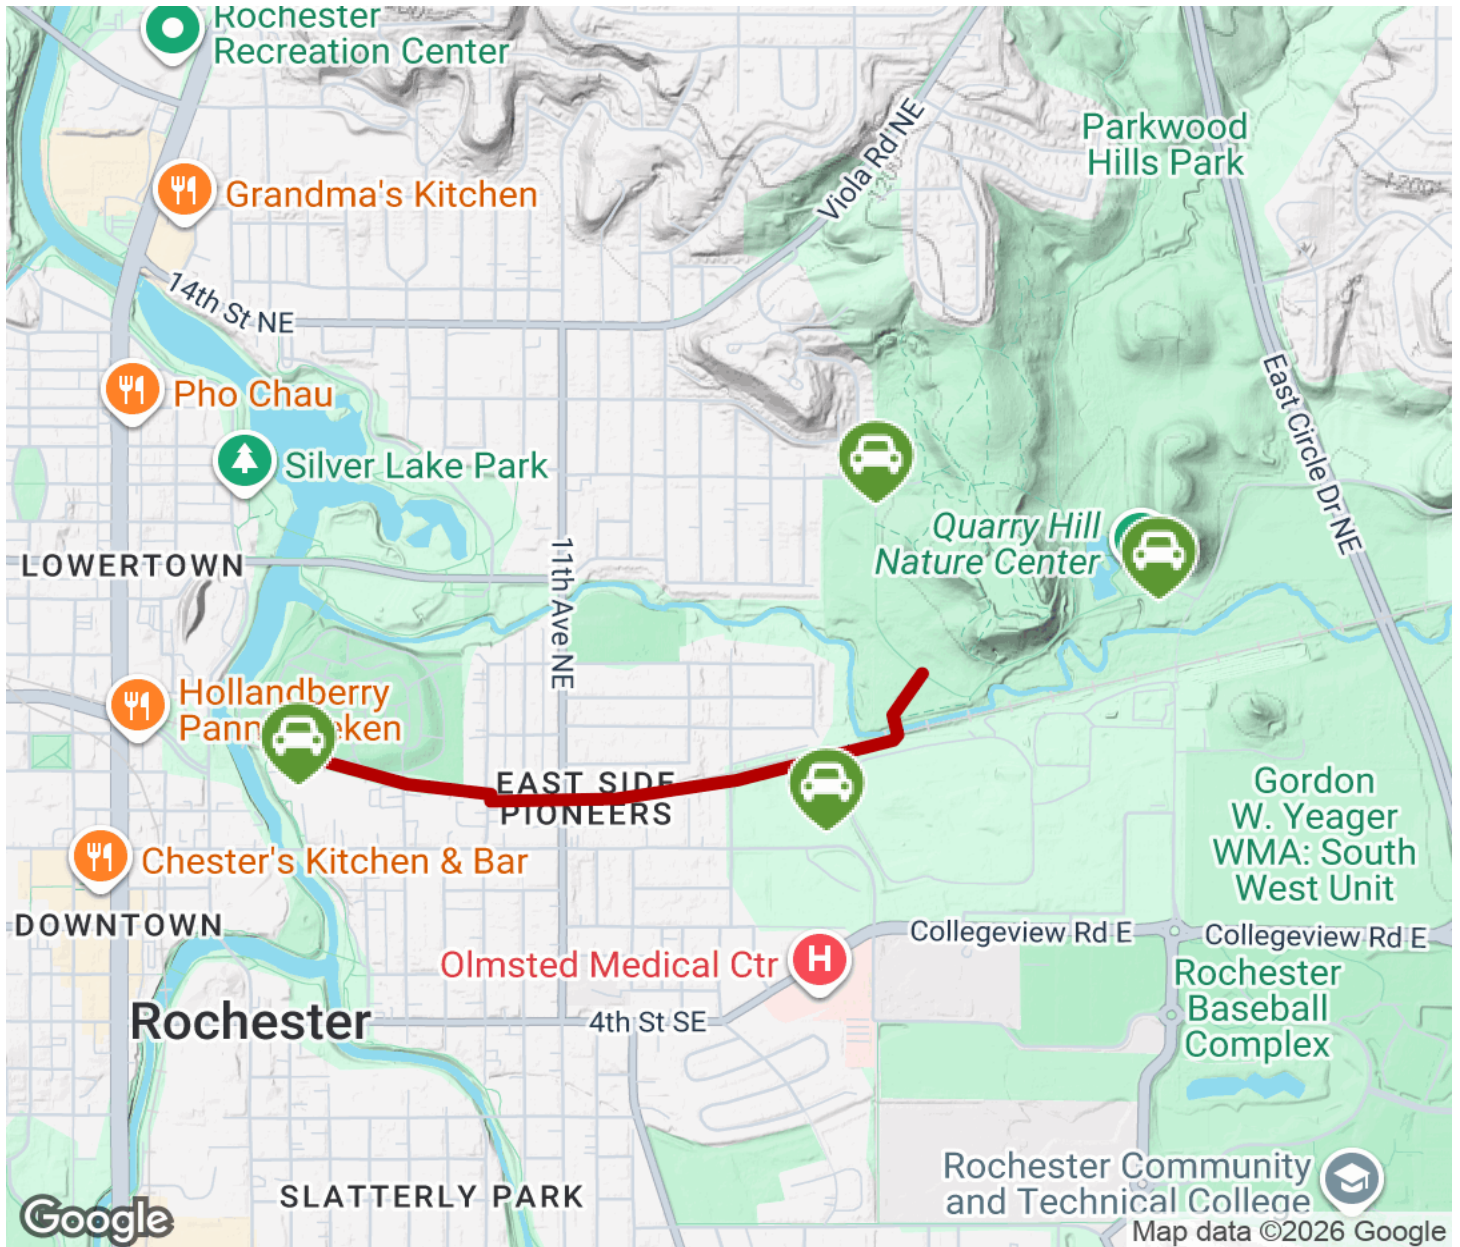 Rochester
Recreation Center
Parkwood
Hills Park
Viola Rd NE
Grandma's Kitchen
14th St NE
Pho Chau
East Circle Dr NE
Silver Lake Park
Quarry Hill
Nature Center
LOWERTOWN
11th Ave NE
Hollandberry
Pann eken
EAST SIDE
PIONEERS
Gordon
W. Yeager
WMA: South
West Unit
Chester's Kitchen & Bar
DOWNTOWN
Collegeview Rd E
Collegeview Rd E
Olmsted Medical Ctr
H
Rochester
Baseball
Complex
Rochester
4th St SE
Rochester Community
and Technical College
SLATTERLY PARK
Google
Map data ©2026 Google